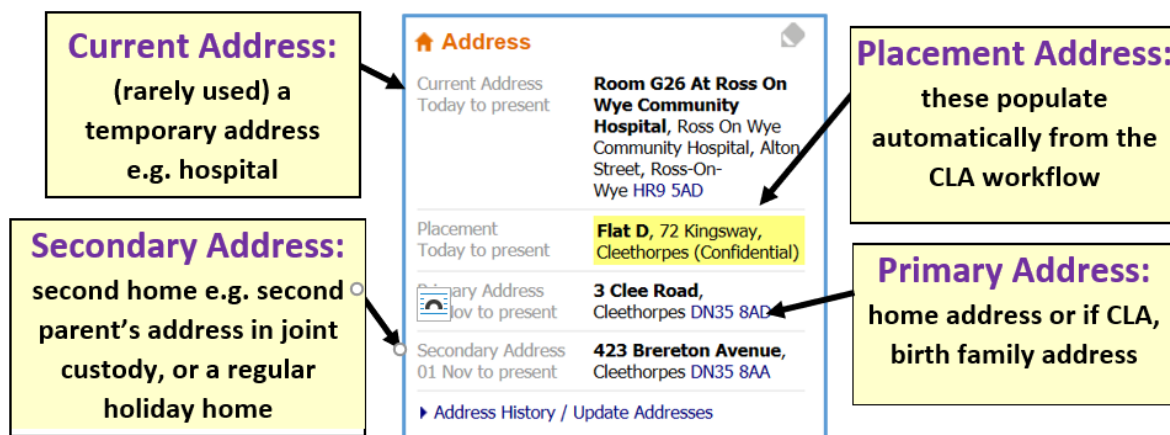 Current Address:
(rarely used) a
temporary address
e.g. hospital
Secondary Address:
second home e.g. second
parent's address in joint
custody, or a regular
holiday home
Address
Current Address
Today to present
Room G26 At Ross On
Wye Community
Hospital, Ross On Wye
Community Hospital, Alton
Street, Ross-On-
Wye HR9 5AD
Placement
Today to present
Flat D, 72 Kingsway,
Cleethorpes (Confidential)
Address
Nov to present
3 Clee Road,
Cleethorpes DN35 8AD
Secondary Address
01 Nov to present
423 Brereton Avenue,
Cleethorpes DN35 8AA
Address History / Update Addresses
Placement Address:
these populate
automatically from the
CLA workflow
Primary Address:
home address or if CLA,
birth family address